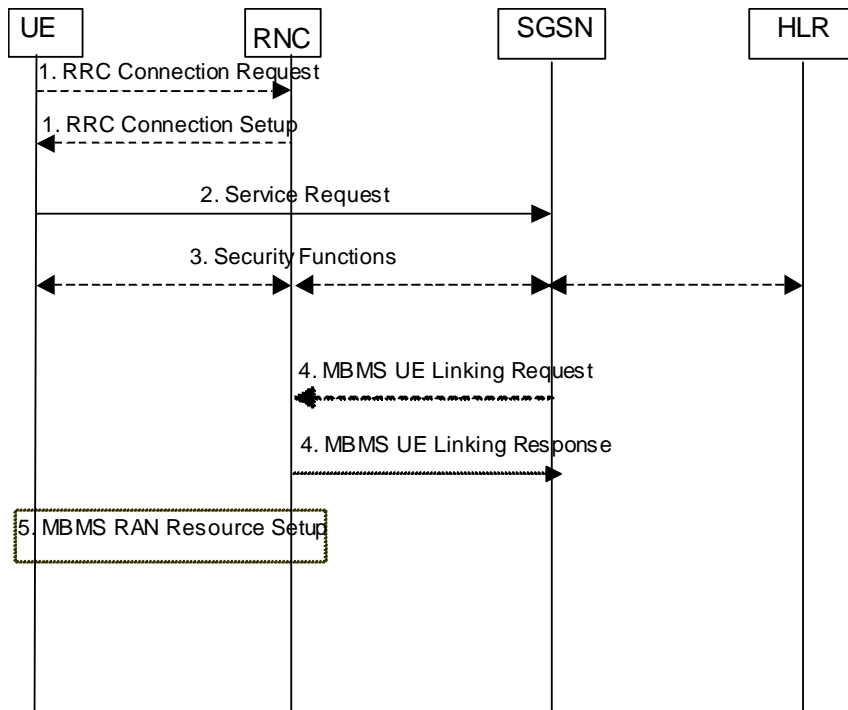 UE
RNC
SGSN
HLR
1. RRC Connection Request
1. RRC Connection Setup
2. Service Request
3. Security Functions
4. MBMS UE Linking Request
4. MBMS UE Linking Response
5. MBMS RAN Resource Setup